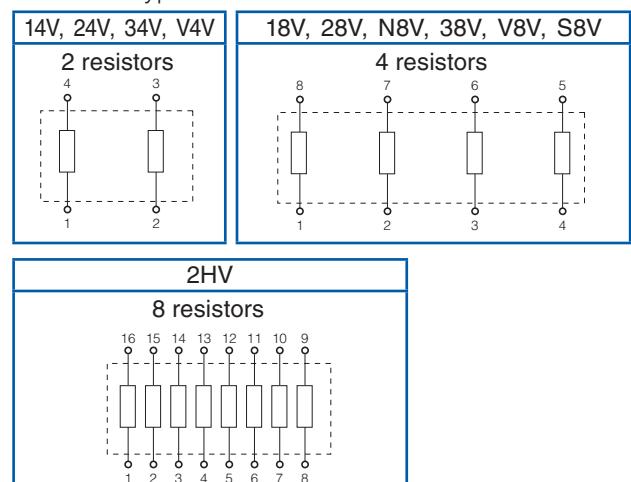 14V, 24V, 34V, V4V
2 resistors
4 3
1 2
18V, 28V, N8V, 38V, V8V, S8V
4 resistors
8 7 6 5
1 2 3 4
2HV
8 resistors
16 15 14 13 12 11 10 9
1 2 3 4 5 6 7 8